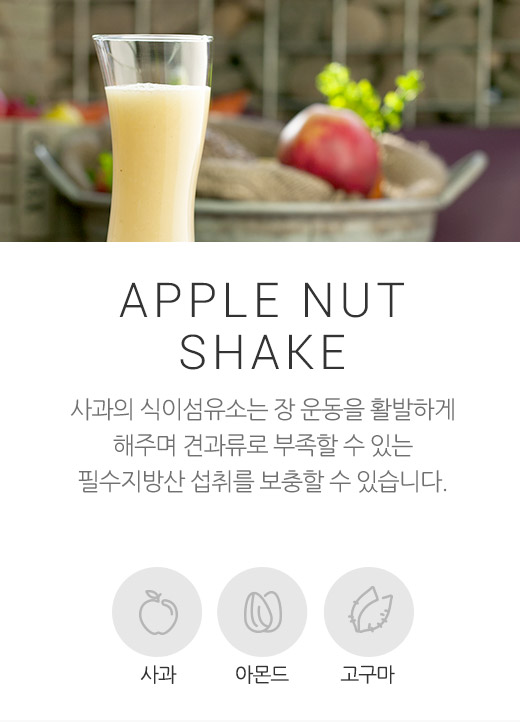 APPLE NUT
SHAKE
사과의 식이섬유소는 장 운동을 활발하게
해주며 견과류로 부족할 수 있는
필수지방산 섭취를 보충할 수 있습니다.
사과 아몬드 고구마